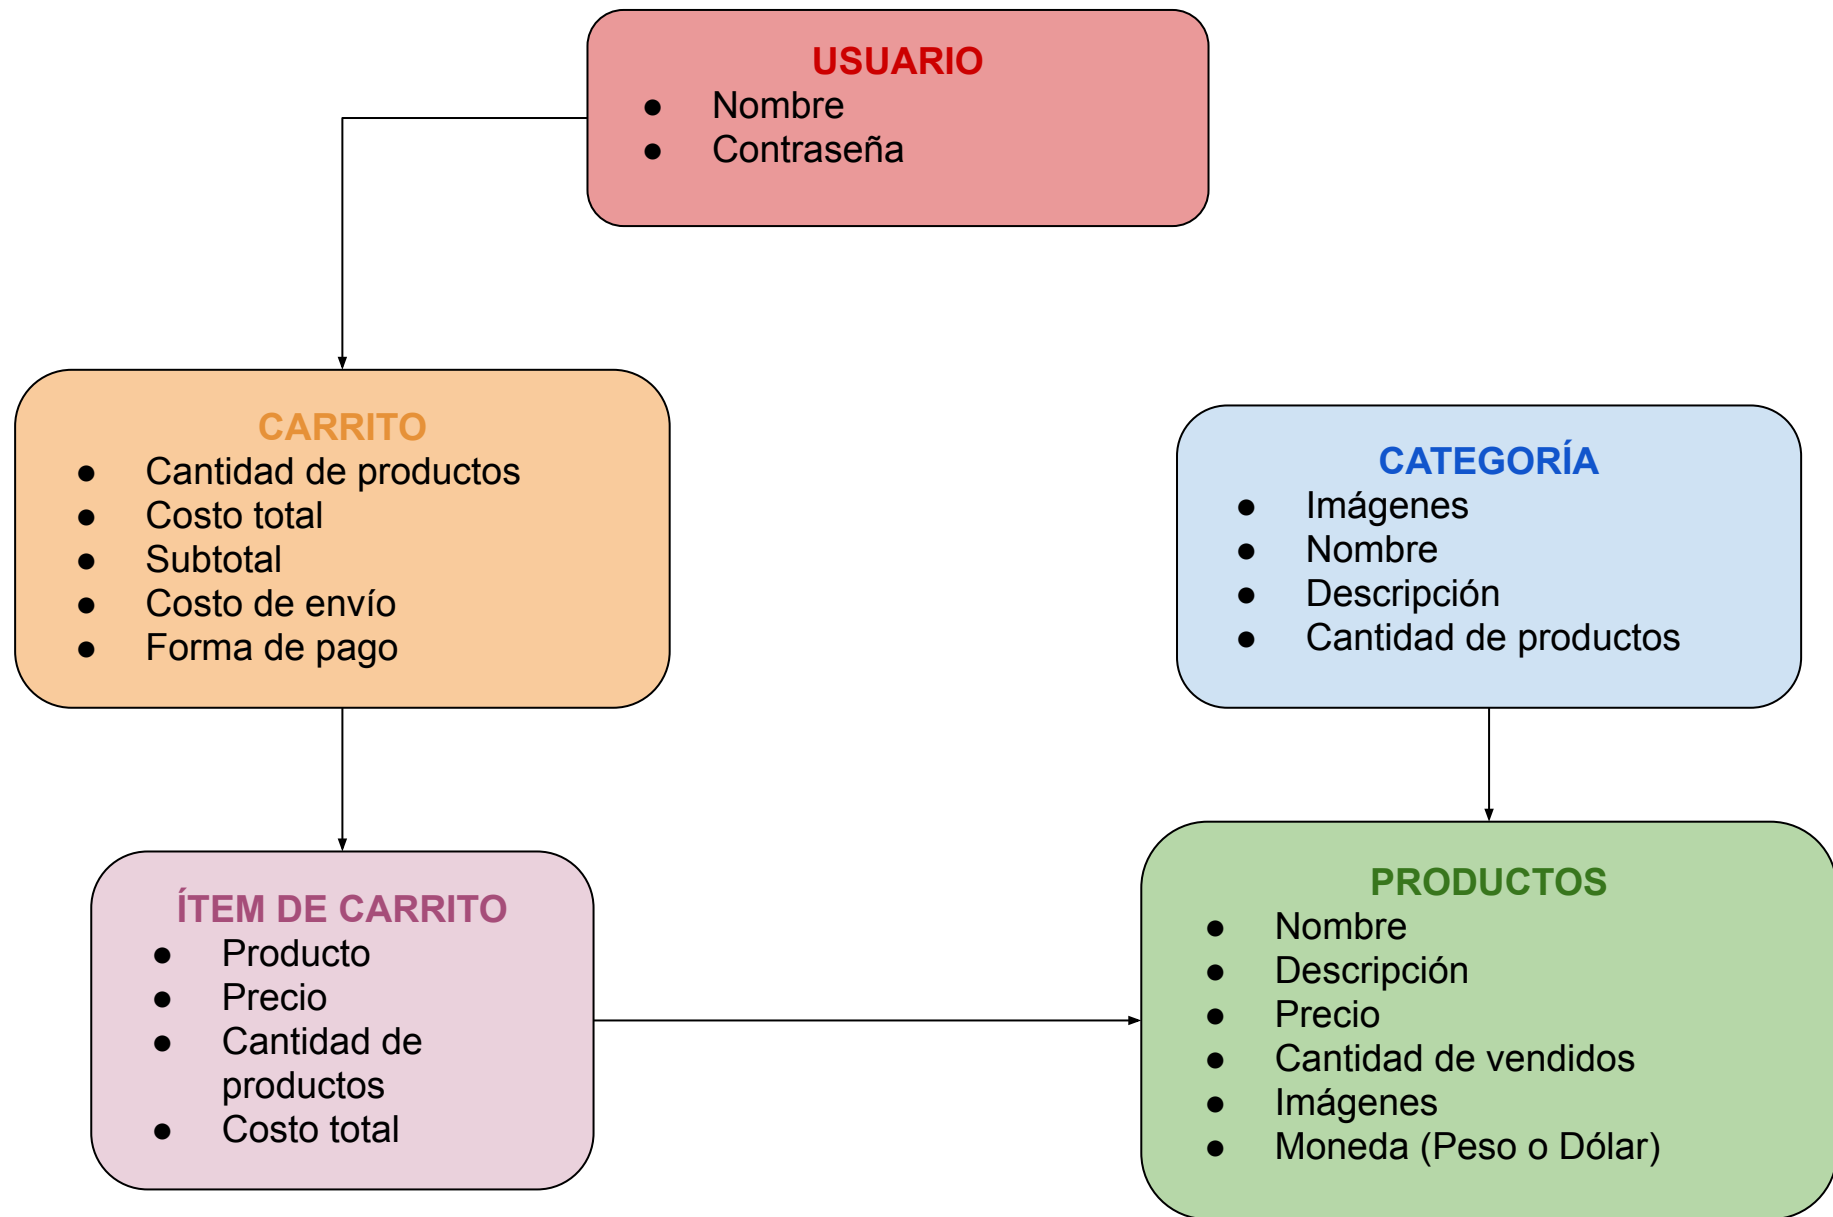 USUARIO
● Nombre
● Contraseña
CARRITO
● Cantidad de productos
● Costo total
● Subtotal
● Costo de envío
● Forma de pago
CATEGORÍA
● Imágenes
● Nombre
● Descripción
● Cantidad de productos
ÍTEM DE CARRITO
● Producto
● Precio
● Cantidad de
productos
● Costo total
PRODUCTOS
● Nombre
● Descripción
● Precio
● Cantidad de vendidos
● Imágenes
● Moneda (Peso o Dólar)